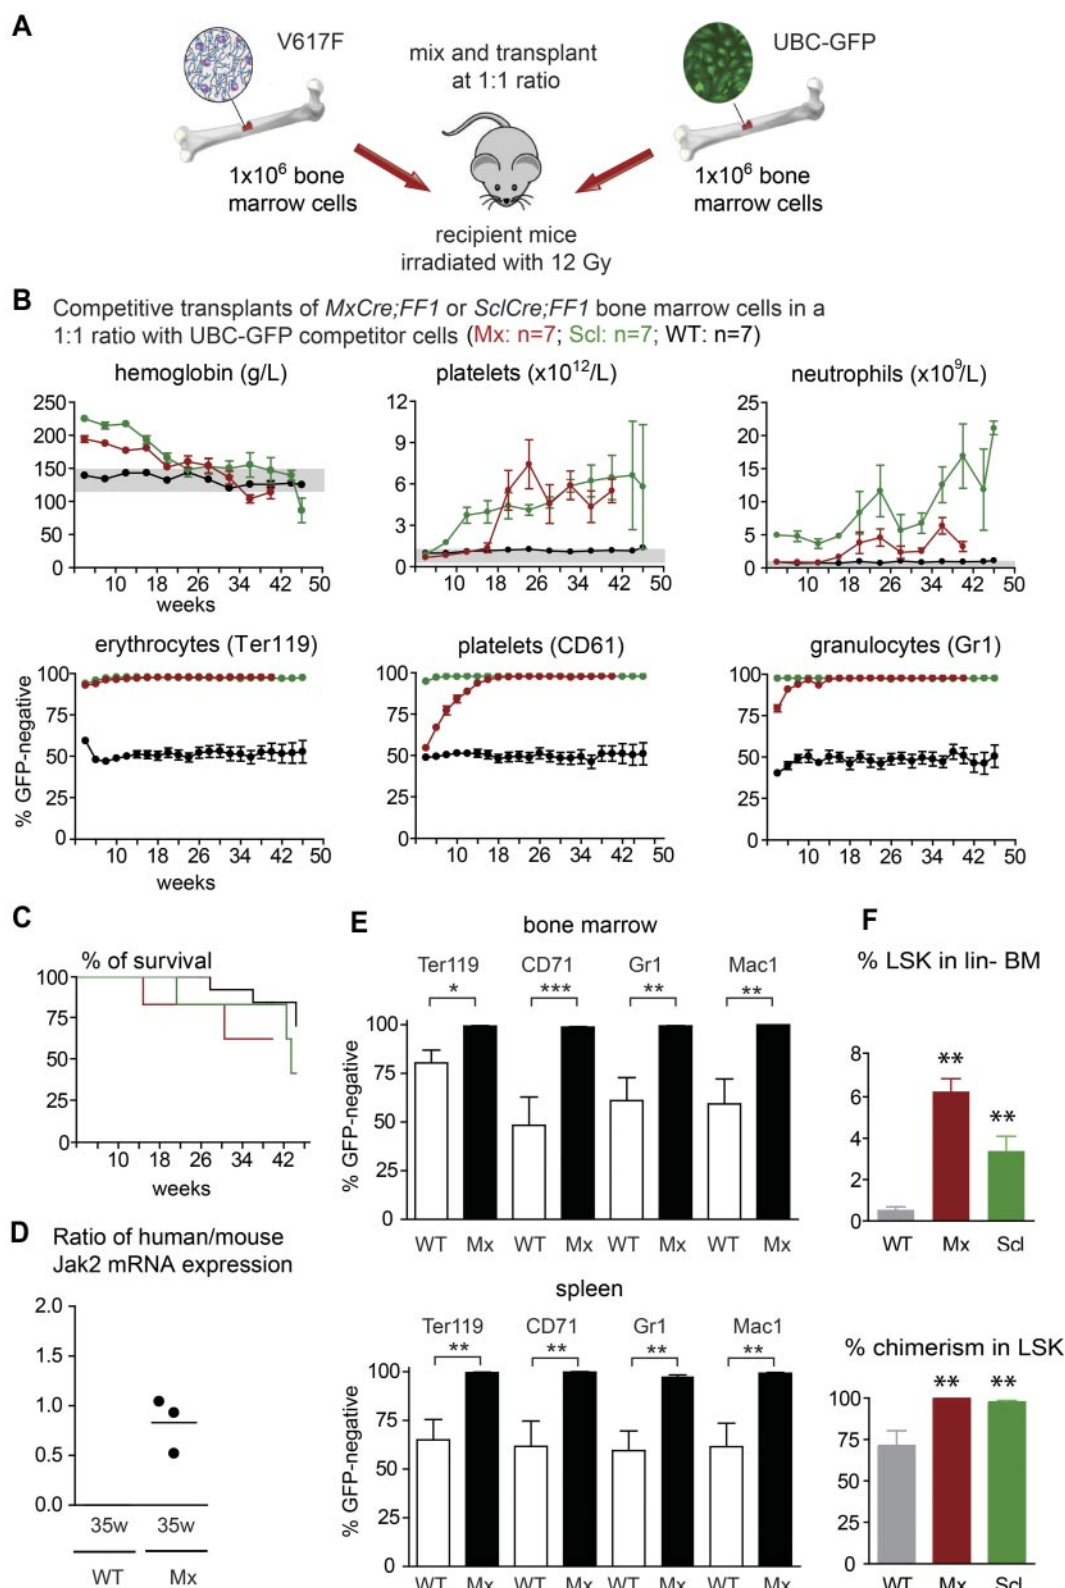 A
V617F
mix and transplant
at 1:1 ratio
UBC-GFP
1x10⁶ bone
marrow cells
1x10⁶ bone
marrow cells
recipient mice
irradiated with 12 Gy
B
Competitive transplants of MxCre;FF1 or SclCre;FF1 bone marrow cells in a
1:1 ratio with UBC-GFP competitor cells (Mx: n=7; Scl: n=7; WT: n=7)
hemoglobin (g/L)
platelets (x10¹²/L)
neutrophils (x10⁹/L)
250
200
150
100
50
0
10 18 26 34 42 50
weeks
12
9
6
3
0
10 18 26 34 42 50
25
20
15
10
5
0
10 18 26 34 42 50
erythrocytes (Ter119)
platelets (CD61)
granulocytes (Gr1)
% GFP-negative
100
75
50
25
0
10 18 26 34 42 50
weeks
100
75
50
25
0
10 18 26 34 42 50
100
75
50
25
0
10 18 26 34 42 50
C
% of survival
100
75
50
25
0
10 18 26 34 42
weeks
D
Ratio of human/mouse
Jak2 mRNA expression
2.0
1.5
1.0
0.5
0.0
35w 35w
WT Mx
E
bone marrow
Ter119 CD71 Gr1 Mac1
* *** ** **
% GFP-negative
100
75
50
25
0
WT Mx WT Mx WT Mx WT Mx
spleen
Ter119 CD71 Gr1 Mac1
** ** ** **
% GFP-negative
100
75
50
25
0
WT Mx WT Mx WT Mx WT Mx
F
% LSK in lin- BM
8
6
4
2
0
** **
WT Mx Scl
% chimerism in LSK
** **
100
75
50
25
0
WT Mx Scl